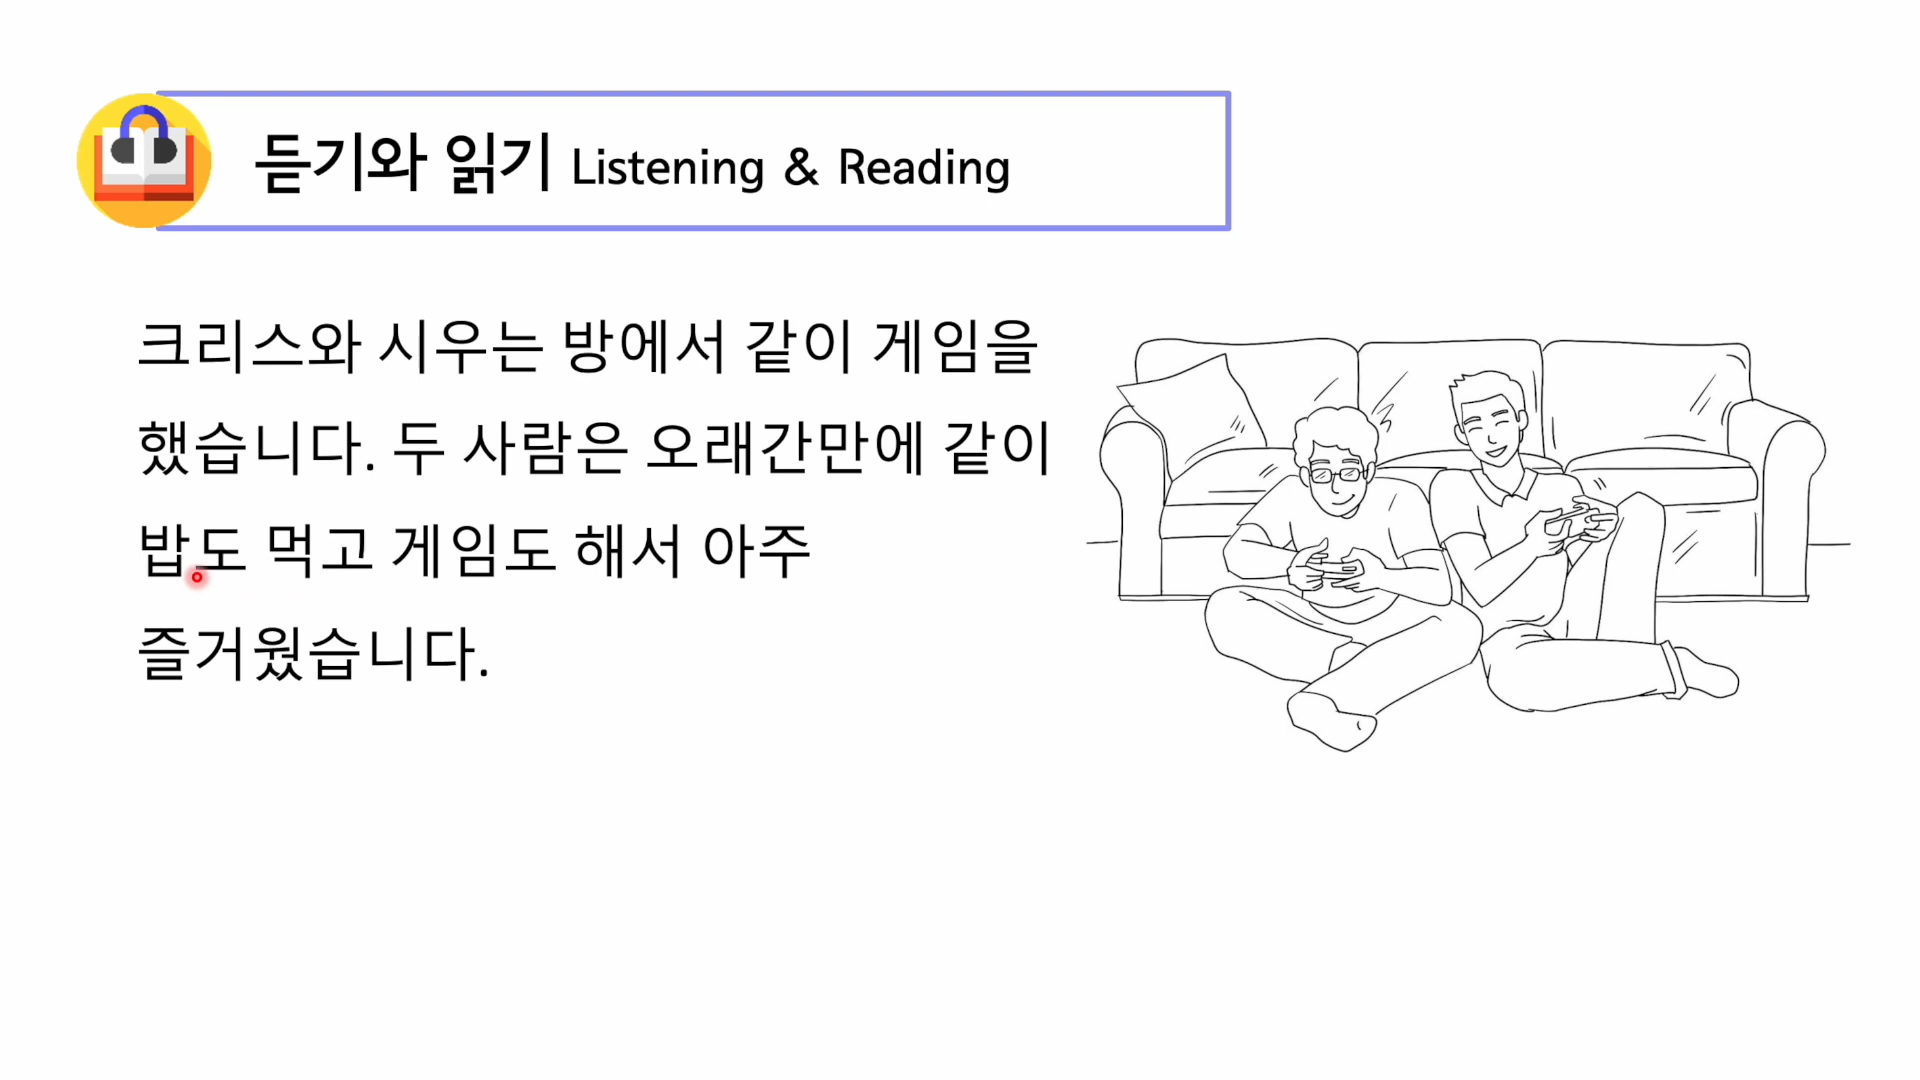 듣기와 읽기 Listening & Reading
크리스와 시우는 방에서 같이 게임을
했습니다. 두 사람은 오래간만에 같이
밥도 먹고 게임도 해서 아주
즐거웠습니다.